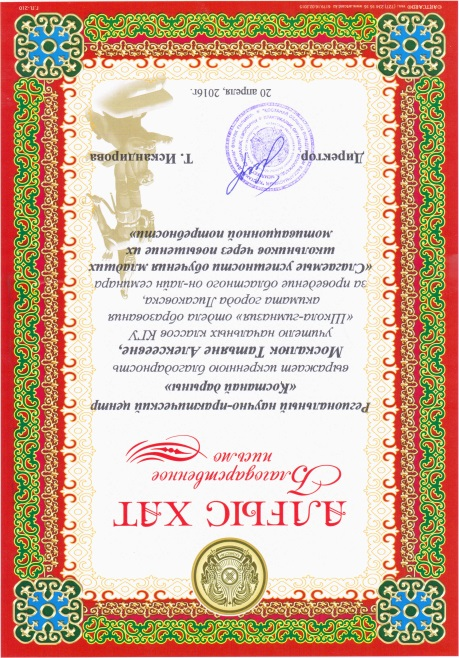 АЛҒЫС ХАТ
Благодарственное
письмо
Региональный научно-практический центр
«Костанай дарыны»
выражает искреннюю благодарность
Москалюк Татьяне Алексеевне,
учителю начальных классов КГУ
"Школа-гимназия" отдела образования
акимата города Лисаковска,
за проведение областного он-лайн семинара
«Слагаемые успешности обучения младших
школьников через повышение их
мотивационной потребности»
Директор Т. Искандирова
20 апреля, 2016г.
Г.П.-210